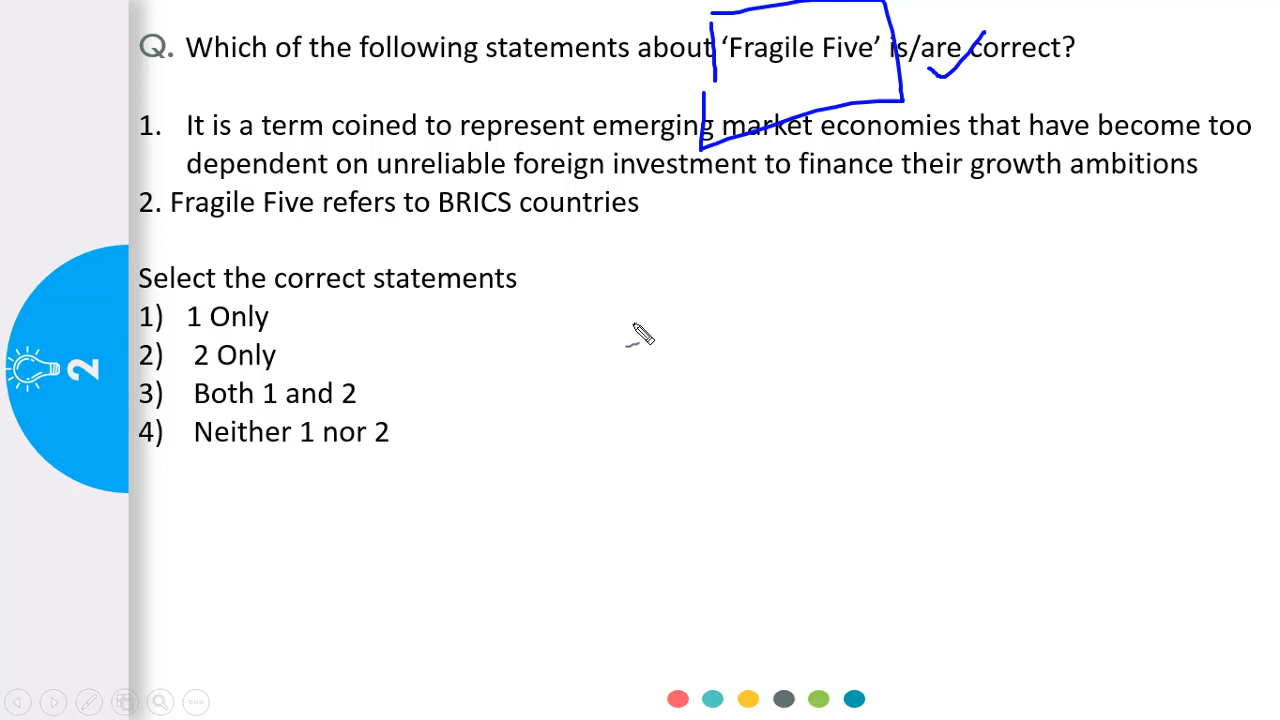 Q. Which of the following statements about ‘Fragile Five’ is/are correct?
1. It is a term coined to represent emerging market economies that have become too
dependent on unreliable foreign investment to finance their growth ambitions
2. Fragile Five refers to BRICS countries
Select the correct statements
1) 1 Only
2) 2 Only
3) Both 1 and 2
4) Neither 1 nor 2
2